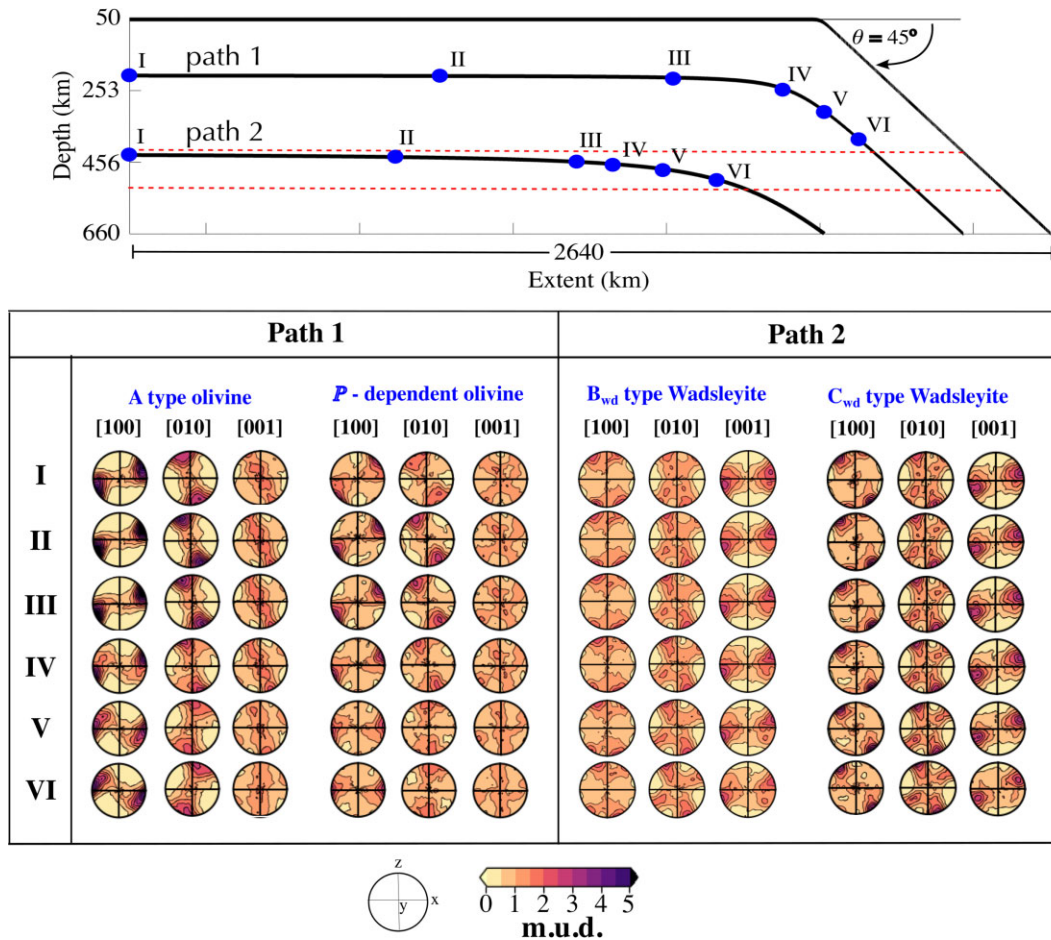 50
θ = 45°
I
path 1
II
III
IV
V
VI
253
I
path 2
II
III
IV
V
VI
456
660
2640
Depth (km)
Extent (km)
Path 1 Path 2
A type olivine P - dependent olivine Bwd type Wadsleyite Cwd type Wadsleyite
[100] [010] [001] [100] [010] [001] [100] [010] [001] [100] [010] [001]
I
II
III
IV
V
VI
z
y x
0 1 2 3 4 5
m.u.d.